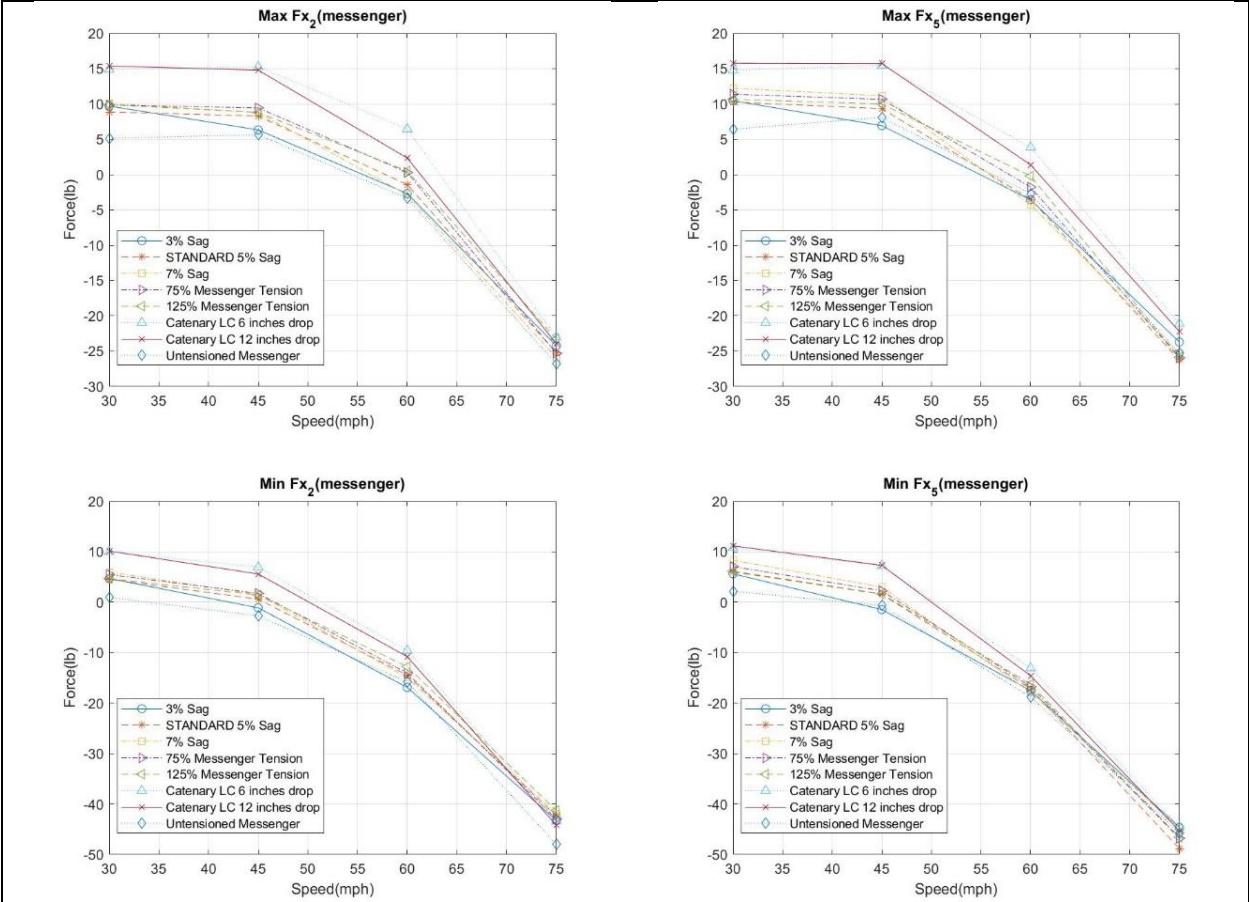 Max Fx2(messenger)
20
15
10
5
0
-5
-10
-15
-20
-25
-30
Force(lb)
3% Sag
STANDARD 5% Sag
7% Sag
75% Messenger Tension
125% Messenger Tension
Catenary LC 6 inches drop
Catenary LC 12 inches drop
Untensioned Messenger
30 35 40 45 50 55 60 65 70 75
Speed(mph)
Max Fx5(messenger)
20
15
10
5
0
-5
-10
-15
-20
-25
-30
Force(lb)
3% Sag
STANDARD 5% Sag
7% Sag
75% Messenger Tension
125% Messenger Tension
Catenary LC 6 inches drop
Catenary LC 12 inches drop
Untensioned Messenger
30 35 40 45 50 55 60 65 70 75
Speed(mph)
Min Fx2(messenger)
20
10
0
-10
-20
-30
-40
-50
Force(lb)
3% Sag
STANDARD 5% Sag
7% Sag
75% Messenger Tension
125% Messenger Tension
Catenary LC 6 inches drop
Catenary LC 12 inches drop
Untensioned Messenger
30 35 40 45 50 55 60 65 70 75
Speed(mph)
Min Fx5(messenger)
20
10
0
-10
-20
-30
-40
-50
Force(lb)
3% Sag
STANDARD 5% Sag
7% Sag
75% Messenger Tension
125% Messenger Tension
Catenary LC 6 inches drop
Catenary LC 12 inches drop
Untensioned Messenger
30 35 40 45 50 55 60 65 70 75
Speed(mph)